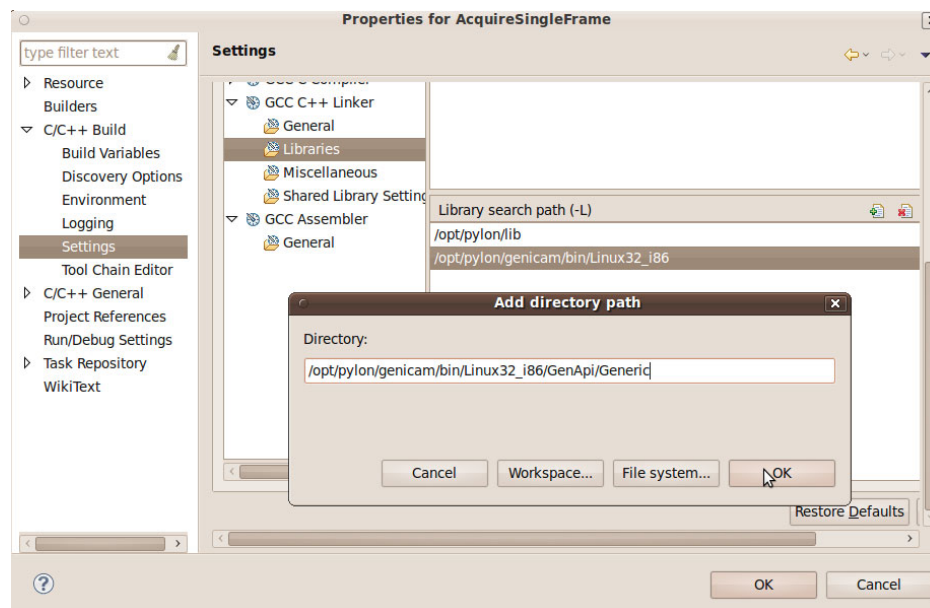 Properties for AcquireSingleFrame
type filter text
Settings
Resource
Builders
C/C++ Build
Build Variables
Discovery Options
Environment
Logging
Settings
Tool Chain Editor
C/C++ General
Project References
Run/Debug Settings
Task Repository
WikiText
GCC C++ Linker
General
Libraries
Miscellaneous
Shared Library Setting
GCC Assembler
General
Library search path (-L)
/opt/pylon/lib
/opt/pylon/genicam/bin/Linux32_i86
Add directory path
Directory:
/opt/pylon/genicam/bin/Linux32_i86/GenApi/Generic
Cancel
Workspace...
File system...
OK
Restore Defaults
OK
Cancel